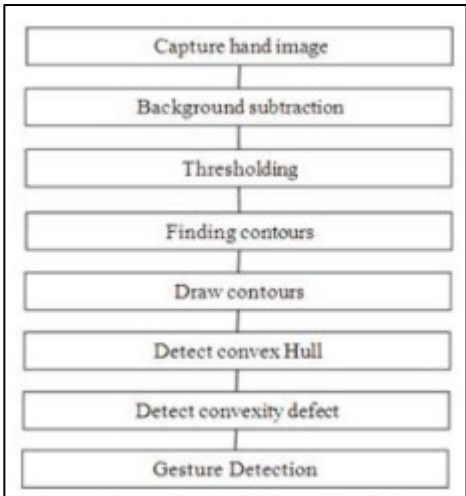 Capture hand image
Background subtraction
Thresholding
Finding contours
Draw contours
Detect convex Hull
Detect convexity defect
Gesture Detection